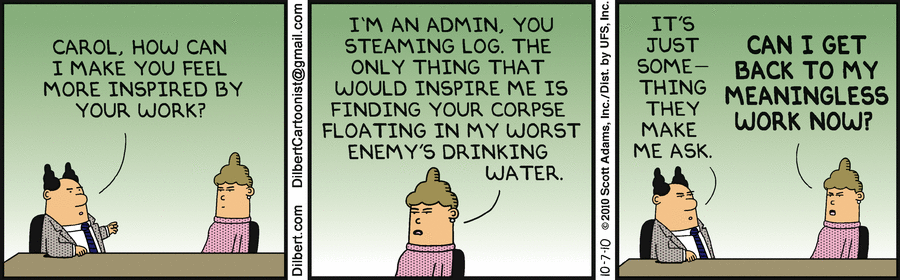 CAROL, HOW CAN
I MAKE YOU FEEL
MORE INSPIRED BY
YOUR WORK?
Dilbert.com DilbertCartoonist@gmail.com
I'M AN ADMIN, YOU
STEAMING LOG. THE
ONLY THING THAT
WOULD INSPIRE ME IS
FINDING YOUR CORPSE
FLOATING IN MY WORST
ENEMY'S DRINKING
WATER.
10-7-10 © 2010 Scott Adams, Inc./Dist. by UFS, Inc.
IT'S
JUST
SOME—
THING
THEY
MAKE
ME ASK.
CAN I GET
BACK TO MY
MEANINGLESS
WORK NOW?